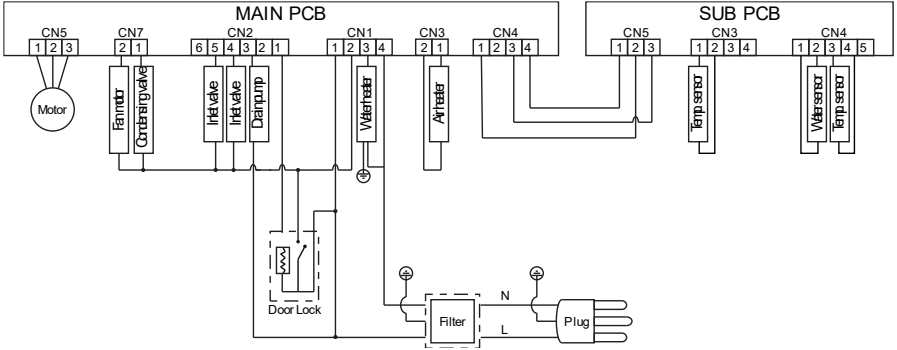 MAIN PCB
SUB PCB
CN5 CN7 CN2 CN1 CN3 CN4
CN5 CN3 CN4
1 2 3 2 1 6 5 4 3 2 1 1 2 3 4 2 1 1 2 3 4
1 2 3 1 2 3 4 1 2 3 4 5
Motor
Fan motor
Condensing valve
Inlet valve
Inlet valve
Drain pump
Water heater
Air heater
Temp. sensor
Water sensor
Temp. sensor
Door Lock
Filter
N
L
Plug